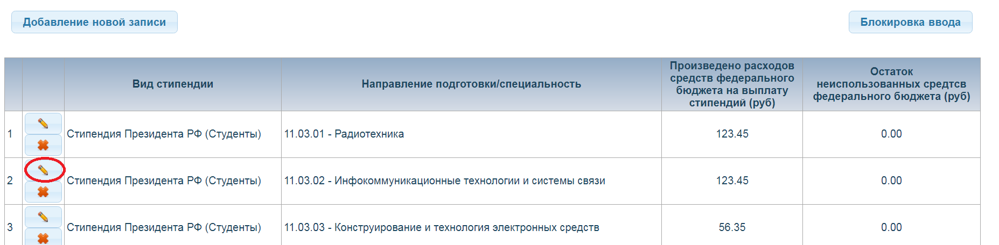 Добавление новой записи
Блокировка ввода
Вид стипендии
Направление подготовки/специальность
Произведено расходов
средств федерального
бюджета на выплату
стипендий (руб)
Остаток
неиспользованных средтсв
федерального бюджета (руб)
1 Стипендия Президента РФ (Студенты) 11.03.01 - Радиотехника 123.45 0.00
2 Стипендия Президента РФ (Студенты) 11.03.02 - Инфокоммуникационные технологии и системы связи 123.45 0.00
3 Стипендия Президента РФ (Студенты) 11.03.03 - Конструирование и технология электронных средств 56.35 0.00